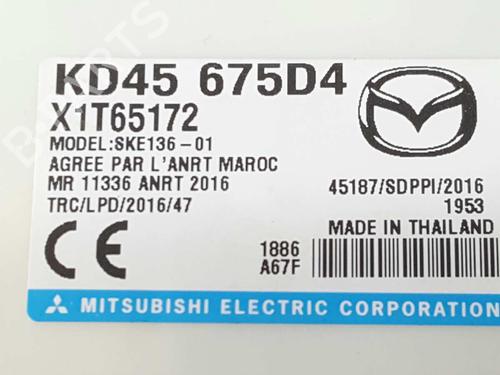 KD45 675D4
X1T65172
MODEL:SKE136-01
AGREE PAR L'ANRT MAROC
MR 11336 ANRT 2016
TRC/LPD/2016/47
45187/SDPPI/2016
1953
MADE IN THAILAND
CE
1886
A67F
MITSUBISHI ELECTRIC CORPORATION